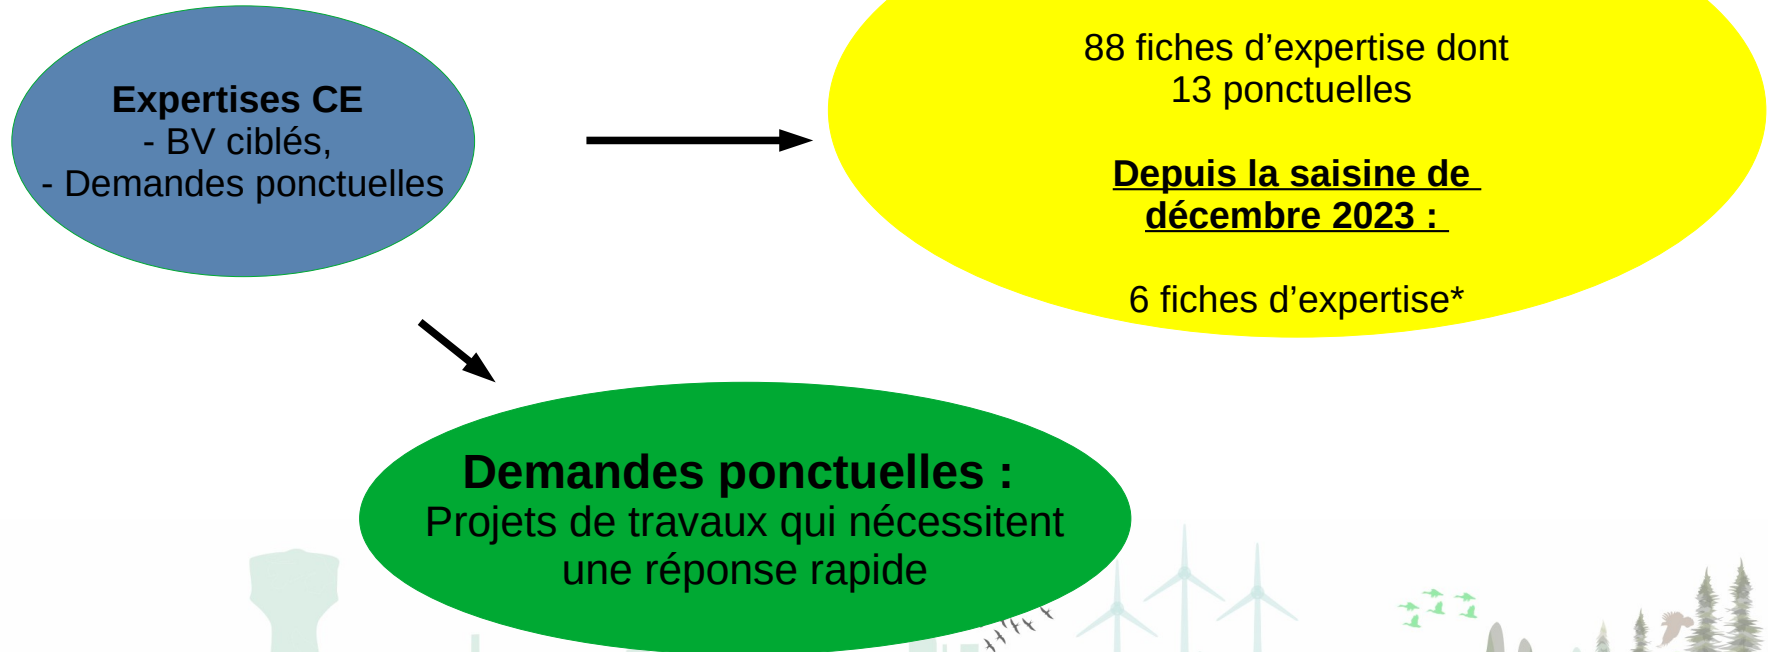 Expertises CE
- BV ciblés,
- Demandes ponctuelles
88 fiches d’expertise dont
13 ponctuelles
Depuis la saisine de
décembre 2023 :
6 fiches d’expertise*
Demandes ponctuelles :
Projets de travaux qui nécessitent
une réponse rapide